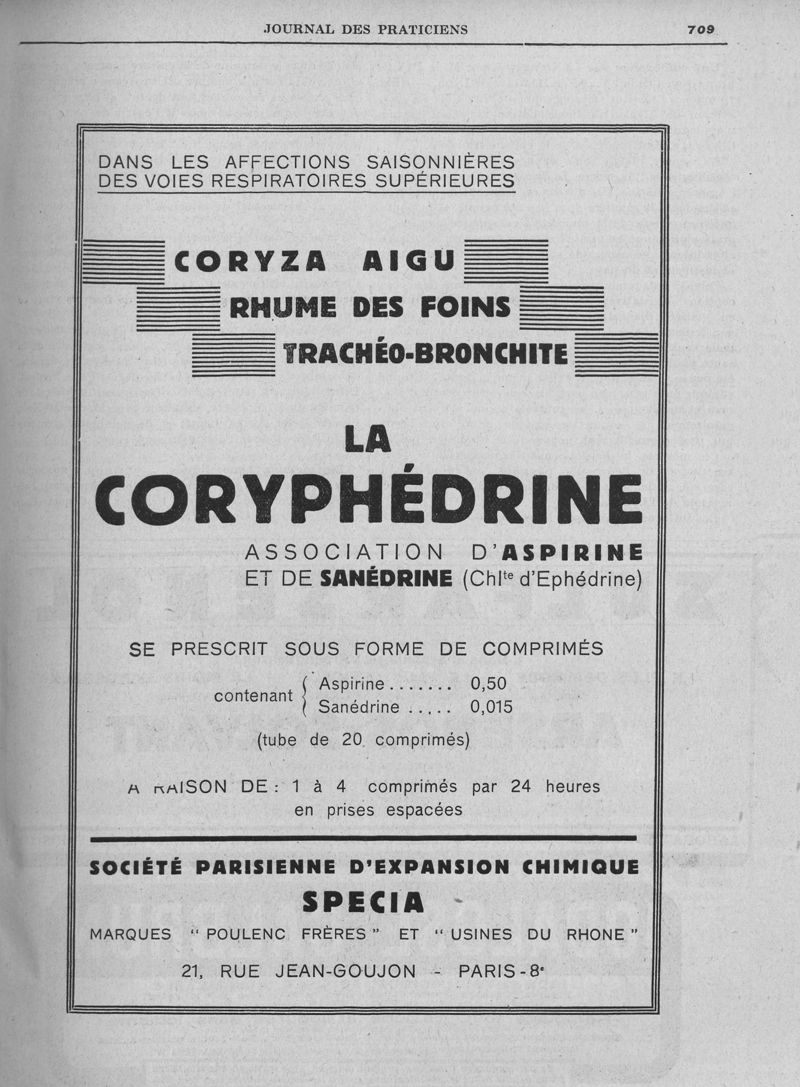 JOURNAL DES PRATICIENS 709
DANS LES AFFECTIONS SAISONNIÈRES
DES VOIES RESPIRATOIRES SUPÉRIEURES
CORYZA AIGU
RHUME DES FOINS
TRACHÉO-BRONCHITE
LA
CORYPHÉDRINE
ASSOCIATION D'ASPIRINE
ET DE SANÉDRINE (Chlte d'Ephédrine)
SE PRESCRIT SOUS FORME DE COMPRIMÉS
contenant { Aspirine ....... 0,50
Sanédrine ..... 0,015
(tube de 20 comprimés)
A RAISON DE : 1 à 4 comprimés par 24 heures
en prises espacées
SOCIÉTÉ PARISIENNE D'EXPANSION CHIMIQUE
SPECIA
MARQUES "POULENC FRÈRES" ET "USINES DU RHONE"
21, RUE JEAN-GOUJON - PARIS-8e